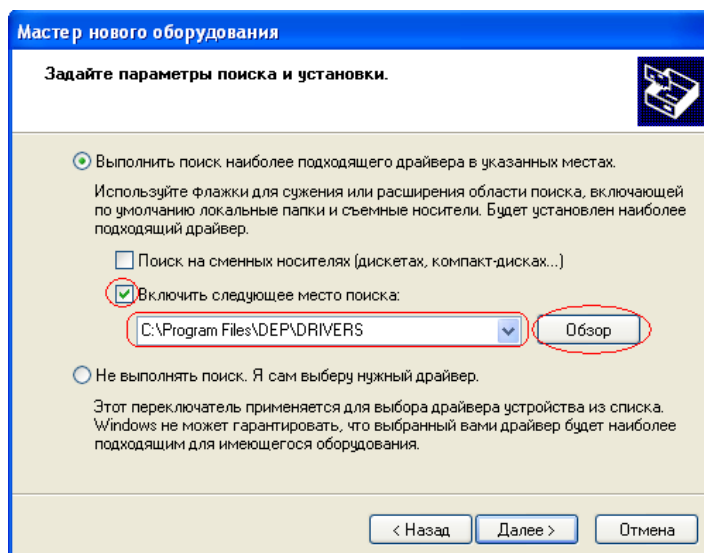 Мастер нового оборудования
Задайте параметры поиска и установки.
Выполнить поиск наиболее подходящего драйвера в указанных местах.
Используйте флажки для сужения или расширения области поиска, включающей
по умолчанию локальные папки и съемные носители. Будет установлен наиболее
подходящий драйвер.
Поиск на сменных носителях (дискетах, компакт-дисках...)
Включить следующее место поиска:
C:\Program Files\DEP\DRIVERS
Обзор
Не выполнять поиск. Я сам выберу нужный драйвер.
Этот переключатель применяется для выбора драйвера устройства из списка.
Windows не может гарантировать, что выбранный вами драйвер будет наиболее
подходящим для имеющегося оборудования.
< Назад
Далее >
Отмена